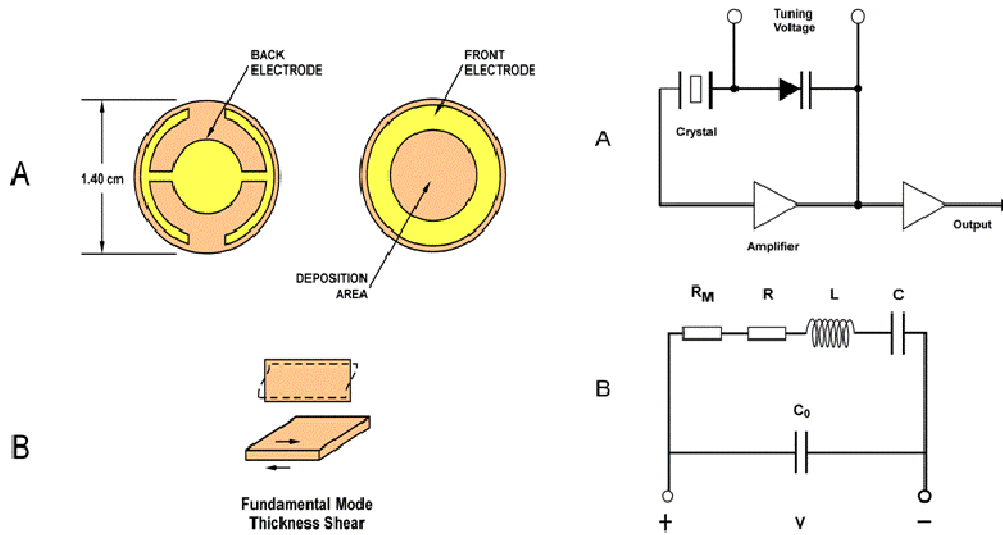 BACK
ELECTRODE
FRONT
ELECTRODE
A
1.40 cm
DEPOSITION
AREA
B
Fundamental Mode
Thickness Shear
Tuning
Voltage
Crystal
A
Amplifier
Output
R̄M
R
L
C
B
C0
+
V
−